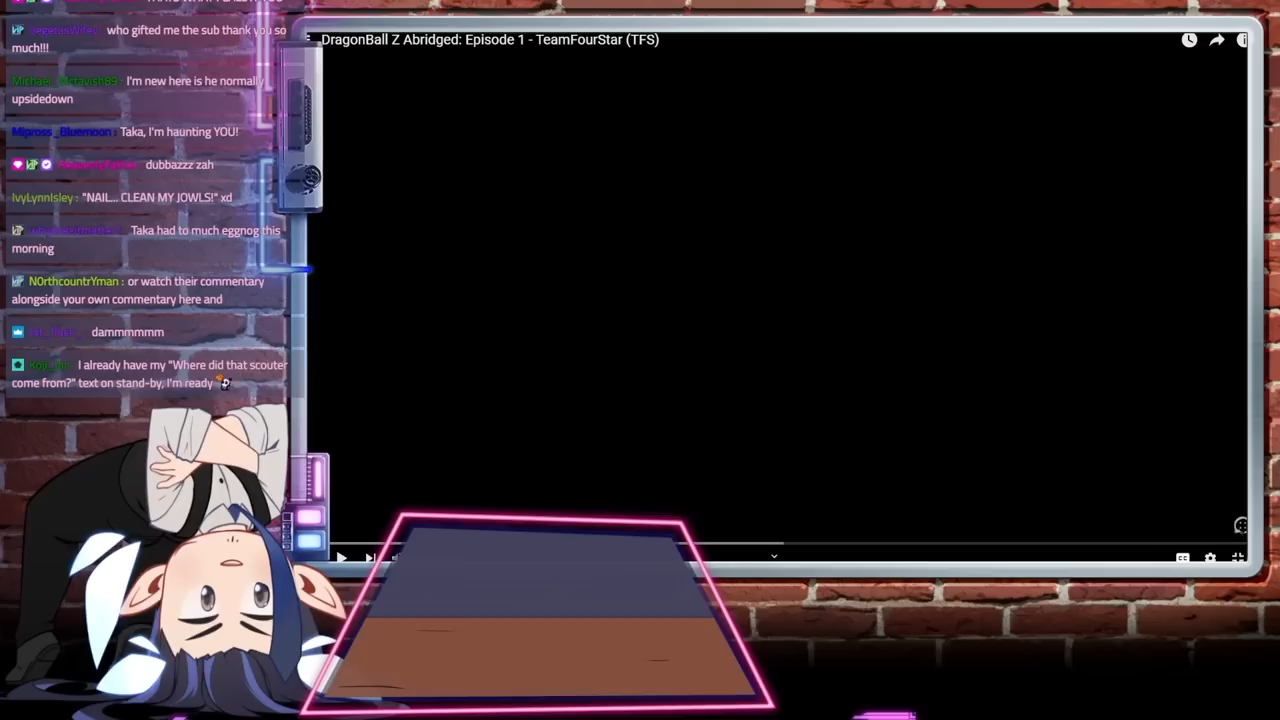 who gifted me the sub thank you so
much!!!
Michael_Mctavish89: I'm new here is he normally
upsidedown
Mipross_Bluemoon: Taka, I'm haunting YOU!
dubbazzz zah
IvyLynnIsley: "NAIL... CLEAN MY JOWLS!" xd
Taka had to much eggnog this
morning
N0rthcountrYman: or watch their commentary
alongside your own commentary here and
dammmmmm
I already have my "Where did that scouter
come from?" text on stand-by, I'm ready
DragonBall Z Abridged: Episode 1 - TeamFourStar (TFS)